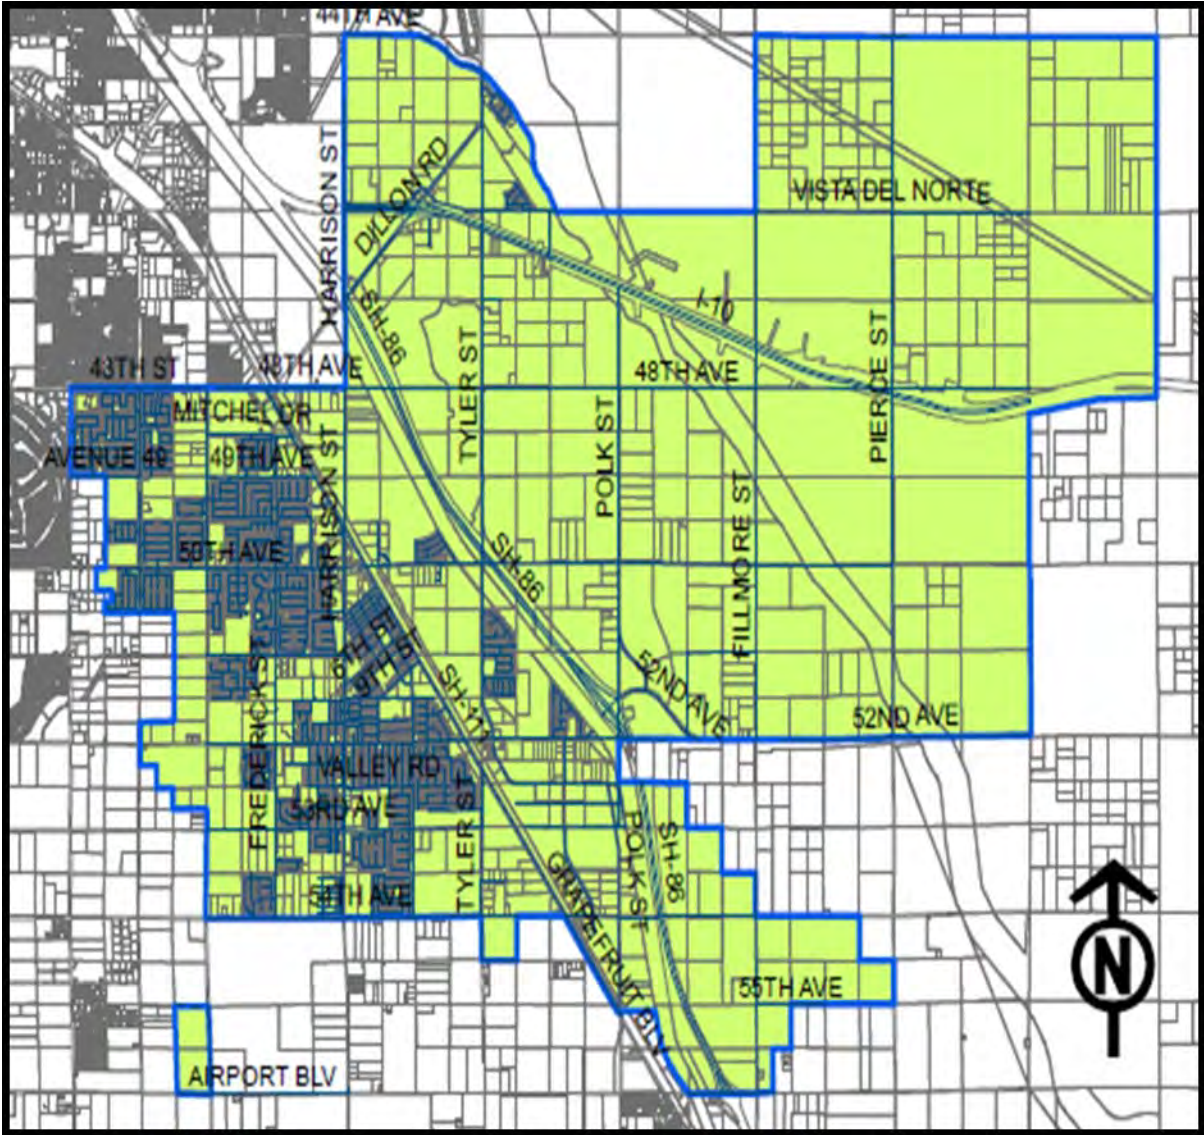 44TH AVE
HARRISON ST
DILLON RD
VISTA DEL NORTE
SH-86
I-10
TYLER ST
PIERCE ST
43TH ST
48TH AVE
48TH AVE
MITCHEL DR
AVENUE 49
49TH AVE
HARRISON ST
POLK ST
FILLMORE ST
50TH AVE
SH-86
6TH ST
9TH ST
FREDERICK ST
SH-111
52ND AVE
52ND AVE
VALLEY RD
53RD AVE
TYLER ST
54TH AVE
POLK ST
SH-86
GRAPEFRUIT BLV
55TH AVE
AIRPORT BLV
N